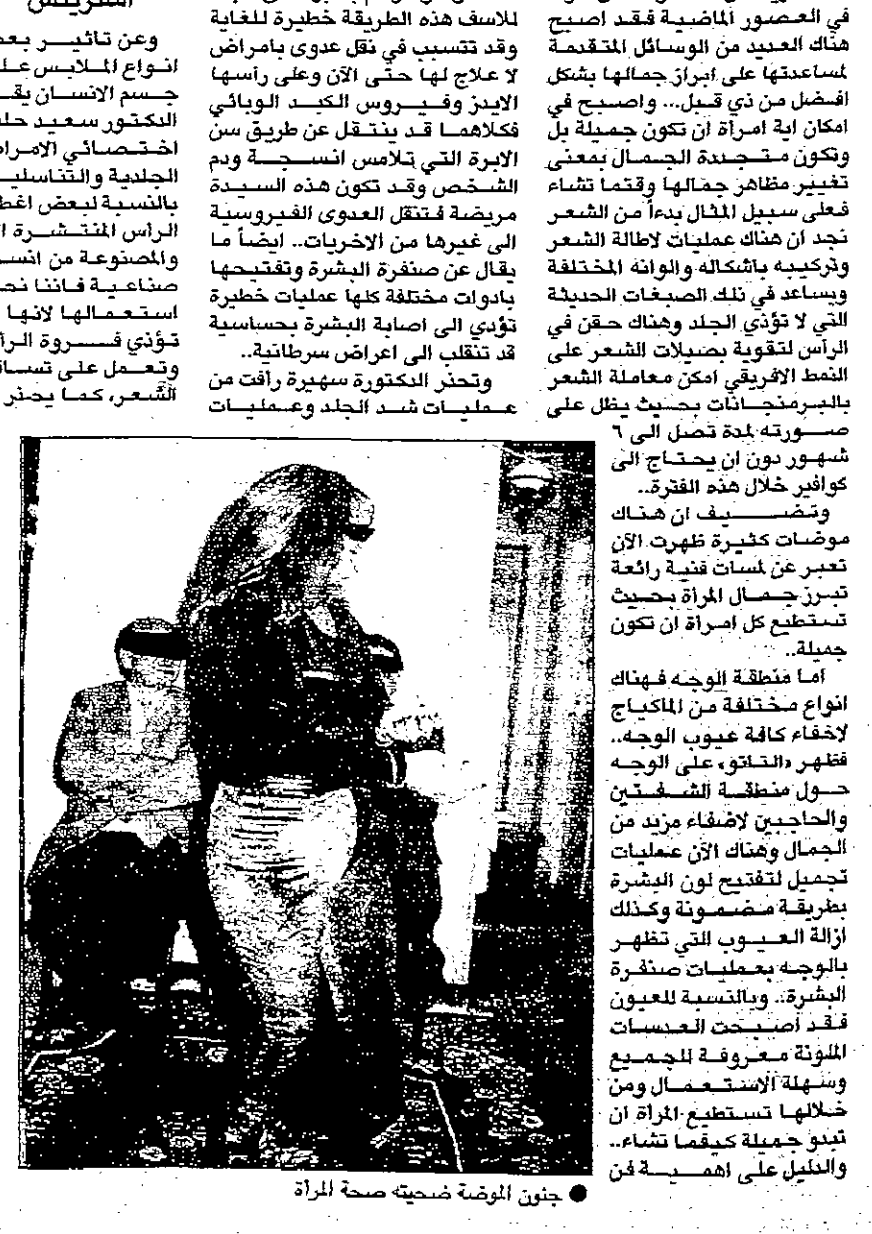 في العصور الماضية فقد اصبح
هناك العديد من الوسائل المتقدمة
لمساعدتها على ابراز جمالها بشكل
افضل من ذي قبل... واصبح في
امكان اية امرأة ان تكون جميلة بل
وتكون متجددة الجمال بمعنى
تغيير مظاهر جمالها وقتما تشاء
فعلى سبيل المثال بدءاً من الشعر
نجد ان هناك عمليات لاطالة الشعر
وتركيبه باشكاله والوانه المختلفة
ويساعد في ذلك الصبغات الحديثة
التي لا تؤذي الجلد وهناك حقن في
الرأس لتقوية بصيلات الشعر على
النمط الافريقي امكن معاملة الشعر
بالبرمنجانات بحيث يظل على
صورته لمدة تصل الى ٦
شهور دون ان يحتاج الى
كوافير خلال هذه الفترة..
وتضيف ان هناك
موضات كثيرة ظهرت الآن
تعبر عن لمسات فنية رائعة
تبرز جمال المرأة بحيث
تستطيع كل امرأة ان تكون
جميلة..
اما منطقة الوجه فهناك
انواع مختلفة من الماكياج
لاخفاء كافة عيوب الوجه..
فظهر «التاتو» على الوجه
حول منطقة الشفتين
والحاجبين لاضفاء مزيد من
الجمال وهناك الآن عمليات
تجميل لتفتيح لون البشرة
بطريقة مضمونة وكذلك
ازالة العيوب التي تظهر
بالوجه بعمليات صنفرة
البشرة.. وبالنسبة للعيون
فقد اصبحت العدسات
الملونة معروفة للجميع
وسهلة الاستعمال ومن
خلالها تستطيع المرأة ان
تبدو جميلة كيفما تشاء..
والدليل على اهمية فن
للاسف هذه الطريقة خطيرة للغاية
وقد تتسبب في نقل عدوى بامراض
لا علاج لها حتى الآن وعلى رأسها
الايدز وفيروس الكبد الوبائي
فكلاهما قد ينتقل عن طريق سن
الابرة التي تلامس انسجة ودم
الشخص وقد تكون هذه السيدة
مريضة فتنقل العدوى الفيروسية
الى غيرها من الاخريات.. ايضاً ما
يقال عن صنفرة البشرة وتفتيحها
بادوات مختلفة كلها عمليات خطيرة
تؤدي الى اصابة البشرة بحساسية
قد تنقلب الى اعراض سرطانية..
وتحذر الدكتورة سهيرة رأفت من
عمليات شد الجلد وعمليات
وعن تاثير بعض
انواع الملابس على
جسم الانسان يقـ
الدكتور سعيد حلـ
اختصائي الامراض
الجلدية والتناسليـ
بالنسبة لبعض اغطـ
الرأس المنتشرة ا
والمصنوعة من انسـ
صناعية فاننا نحـ
استعمالها لانها
تؤذي فروة الرأ
وتعمل على تساقـ
الشعر، كما يحذر
● جنون الموضة ضحيته صحة المرأة